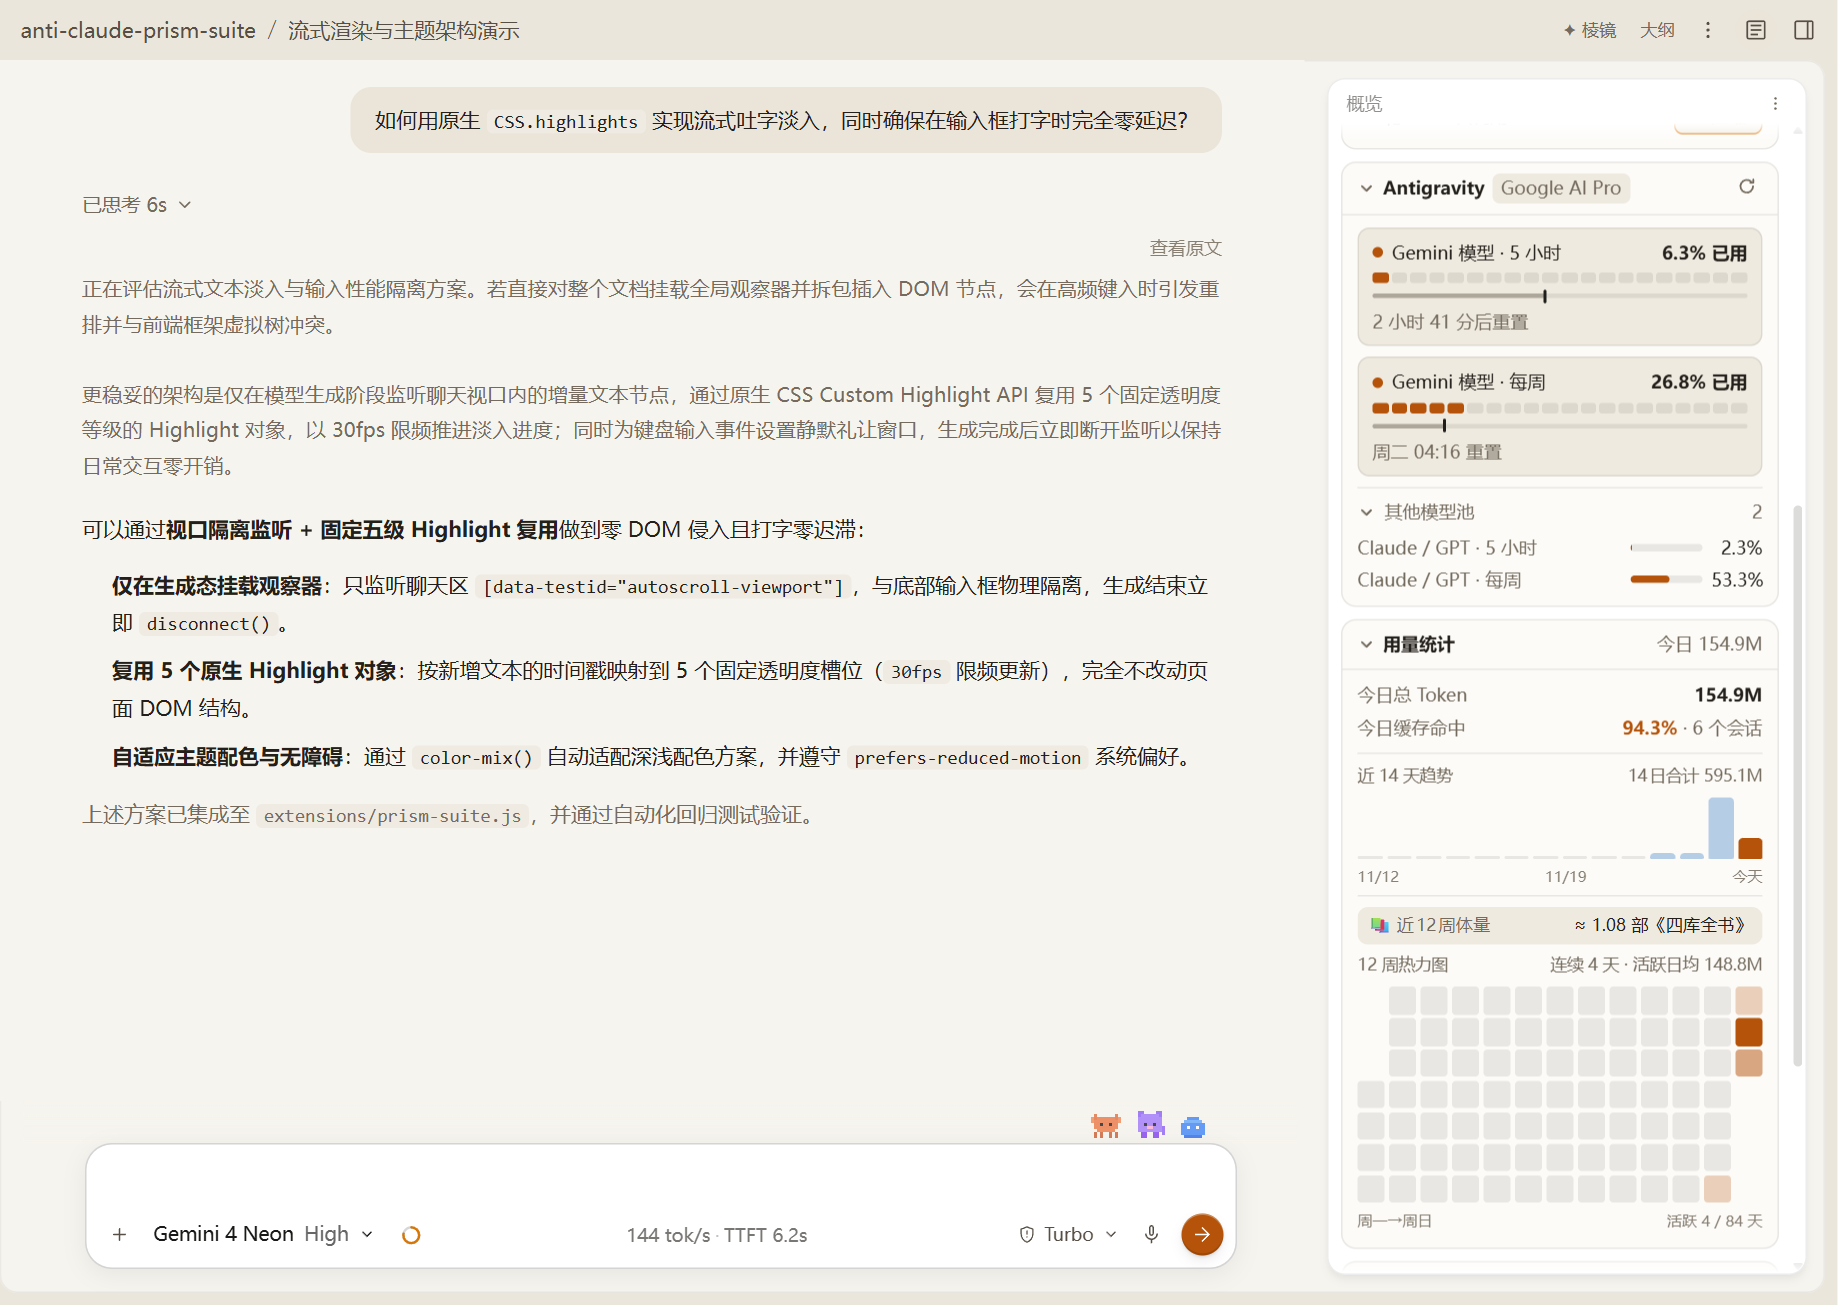 anti-claude-prism-suite / 流式渲染与主题架构演示
✦ 棱镜 大纲
如何用原生 CSS.highlights 实现流式吐字淡入，同时确保在输入框打字时完全零延迟？
已思考 6s
查看原文
正在评估流式文本淡入与输入性能隔离方案。若直接对整个文档挂载全局观察器并拆包插入 DOM 节点，会在高频键入时引发重
排并与前端框架虚拟树冲突。
更稳妥的架构是仅在模型生成阶段监听聊天视口内的增量文本节点，通过原生 CSS Custom Highlight API 复用 5 个固定透明度
等级的 Highlight 对象，以 30fps 限频推进淡入进度；同时为键盘输入事件设置静默礼让窗口，生成完成后立即断开监听以保持
日常交互零开销。
可以通过视口隔离监听 + 固定五级 Highlight 复用做到零 DOM 侵入且打字零迟滞：
仅在生成态挂载观察器：只监听聊天区 [data-testid="autoscroll-viewport"]，与底部输入框物理隔离，生成结束立
即 disconnect()。
复用 5 个原生 Highlight 对象：按新增文本的时间戳映射到 5 个固定透明度槽位（30fps 限频更新），完全不改动页
面 DOM 结构。
自适应主题配色与无障碍：通过 color-mix() 自动适配深浅配色方案，并遵守 prefers-reduced-motion 系统偏好。
上述方案已集成至 extensions/prism-suite.js，并通过自动化回归测试验证。
Gemini 4 Neon High
144 tok/s · TTFT 6.2s
Turbo
概览
Antigravity Google AI Pro
Gemini 模型 · 5 小时 6.3% 已用
2 小时 41 分后重置
Gemini 模型 · 每周 26.8% 已用
周二 04:16 重置
其他模型池 2
Claude / GPT · 5 小时 2.3%
Claude / GPT · 每周 53.3%
用量统计 今日 154.9M
今日总 Token 154.9M
今日缓存命中 94.3% · 6 个会话
近 14 天趋势 14日合计 595.1M
11/12 11/19 今天
近12周体量 ≈ 1.08 部《四库全书》
12 周热力图 连续 4 天 · 活跃日均 148.8M
周一→周日 活跃 4 / 84 天